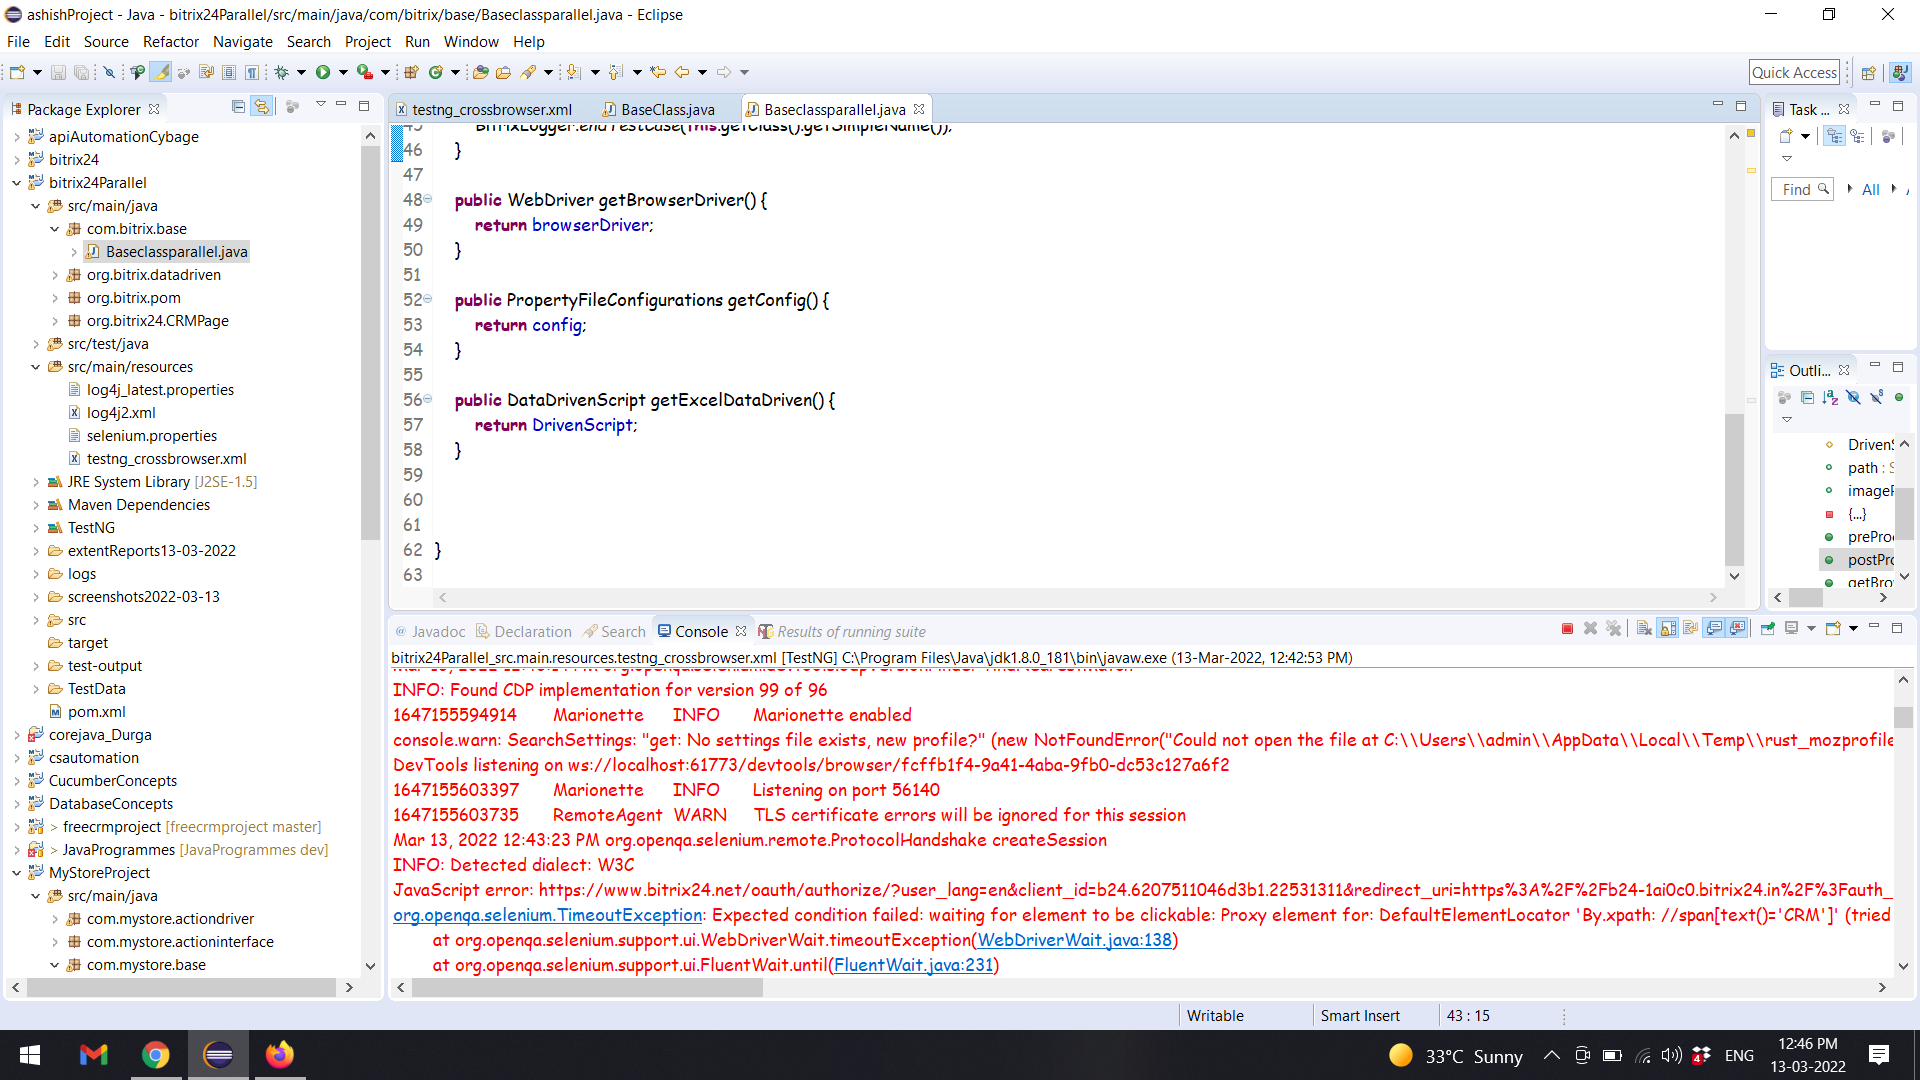 ashishProject - Java - bitrix24Parallel/src/main/java/com/bitrix/base/Baseclassparallel.java - Eclipse
File Edit Source Refactor Navigate Search Project Run Window Help
Quick Access
Package Explorer
apiAutomationCybage
bitrix24
bitrix24Parallel
src/main/java
com.bitrix.base
Baseclassparallel.java
org.bitrix.datadriven
org.bitrix.pom
org.bitrix24.CRMPage
src/test/java
src/main/resources
log4j_latest.properties
log4j2.xml
selenium.properties
testng_crossbrowser.xml
JRE System Library [J2SE-1.5]
Maven Dependencies
TestNG
extentReports13-03-2022
logs
screenshots2022-03-13
src
target
test-output
TestData
pom.xml
corejava_Durga
csautomation
CucumberConcepts
DatabaseConcepts
> freecrmproject [freecrmproject master]
> JavaProgrammes [JavaProgrammes dev]
MyStoreProject
src/main/java
com.mystore.actiondriver
com.mystore.actioninterface
com.mystore.base
testng_crossbrowser.xml BaseClass.java Baseclassparallel.java
45 BitrixLogger.endTestCase(this.getClass().getSimpleName());
46 }
47
48 public WebDriver getBrowserDriver() {
49 return browserDriver;
50 }
51
52 public PropertyFileConfigurations getConfig() {
53 return config;
54 }
55
56 public DataDrivenScript getExcelDataDriven() {
57 return DrivenScript;
58 }
59
60
61
62 }
63
Task ...
Find All
Outli...
DrivenS
path : S
imageP
{...}
prePro
postPro
getBro
Javadoc Declaration Search Console Results of running suite
bitrix24Parallel_src.main.resources.testng_crossbrowser.xml [TestNG] C:\Program Files\Java\jdk1.8.0_181\bin\javaw.exe (13-Mar-2022, 12:42:53 PM)
INFO: Found CDP implementation for version 99 of 96
1647155594914 Marionette INFO Marionette enabled
console.warn: SearchSettings: "get: No settings file exists, new profile?" (new NotFoundError("Could not open the file at C:\\Users\\admin\\AppData\\Local\\Temp\\rust_mozprofile
DevTools listening on ws://localhost:61773/devtools/browser/fcffb1f4-9a41-4aba-9fb0-dc53c127a6f2
1647155603397 Marionette INFO Listening on port 56140
1647155603735 RemoteAgent WARN TLS certificate errors will be ignored for this session
Mar 13, 2022 12:43:23 PM org.openqa.selenium.remote.ProtocolHandshake createSession
INFO: Detected dialect: W3C
JavaScript error: https://www.bitrix24.net/oauth/authorize/?user_lang=en&client_id=b24.6207511046d3b1.22531311&redirect_uri=https%3A%2F%2Fb24-1ai0c0.bitrix24.in%2F%3Fauth_
org.openqa.selenium.TimeoutException: Expected condition failed: waiting for element to be clickable: Proxy element for: DefaultElementLocator 'By.xpath: //span[text()='CRM']' (tried
at org.openqa.selenium.support.ui.WebDriverWait.timeoutException(WebDriverWait.java:138)
at org.openqa.selenium.support.ui.FluentWait.until(FluentWait.java:231)
Writable Smart Insert 43 : 15
33°C Sunny 4 ENG
12:46 PM
13-03-2022